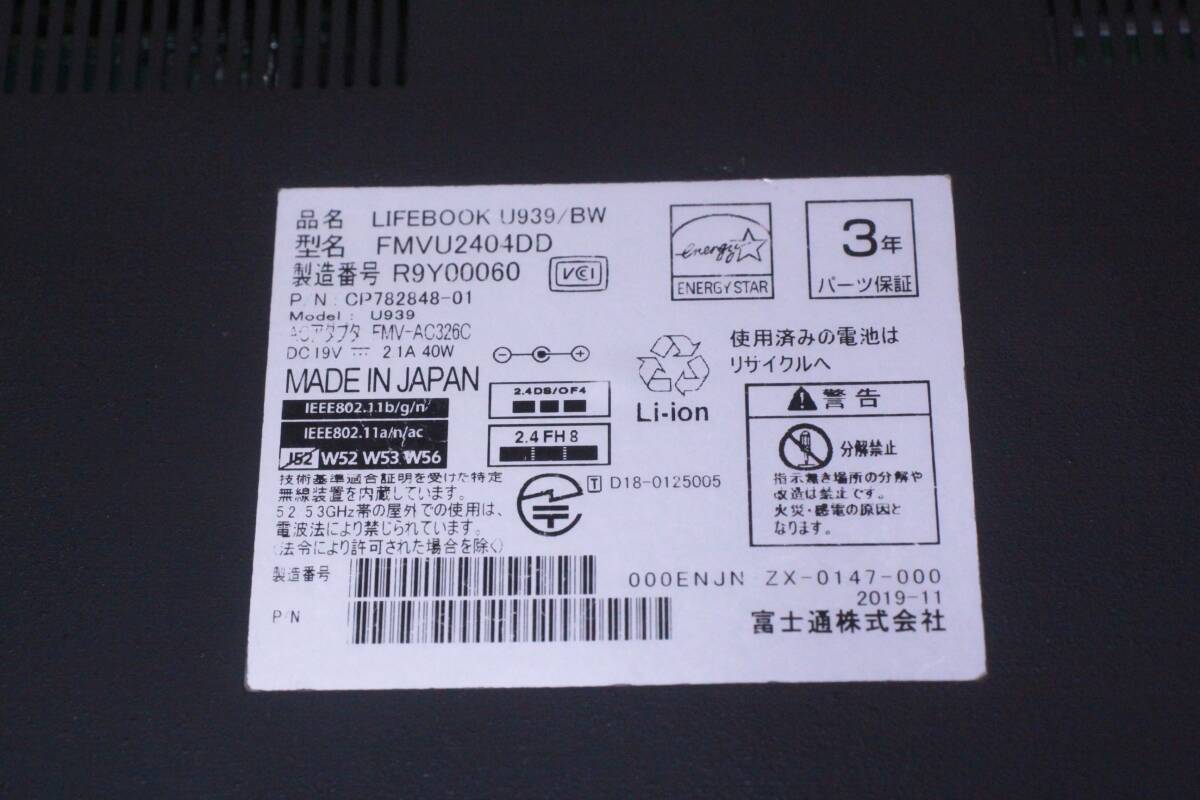 品名 LIFEBOOK U939/BW
型名 FMVU2404DD
製造番号 R9Y00060
VCI
P/N : CP782848-01
Model : U939
ACアダプタ FMV-AC326C
DC19V 2.1A 40W
MADE IN JAPAN
IEEE802.11b/g/n
IEEE802.11a/n/ac
J52 W52 W53 W56
2.4DS/OF4
2.4FH8
技術基準適合証明を受けた特定
無線装置を内蔵しています。
5.2 5.3GHz帯の屋外での使用は、
電波法により禁じられています。
(法令により許可された場合を除く)
T D18-0125005
energy
ENERGY STAR
3年
パーツ保証
Li-ion
使用済みの電池は
リサイクルへ
警告
分解禁止
指示無き場所の分解や
改造は禁止です。
火災・感電の原因と
なります。
製造番号
P/N
000ENJN ZX-0147-000
2019-11
富士通株式会社